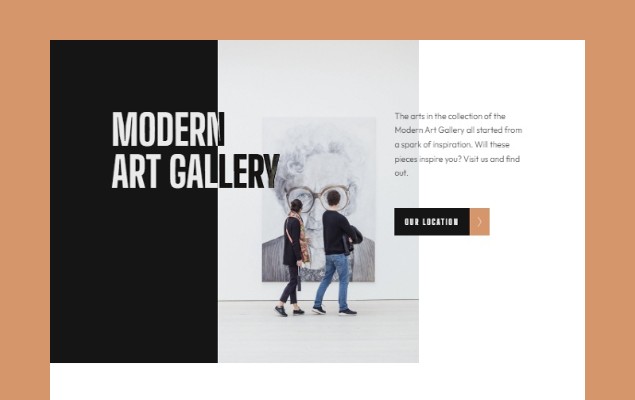 MODERN
ART GALLERY
The arts in the collection of the
Modern Art Gallery all started from
a spark of inspiration. Will these
pieces inspire you? Visit us and find
out.
OUR LOCATION